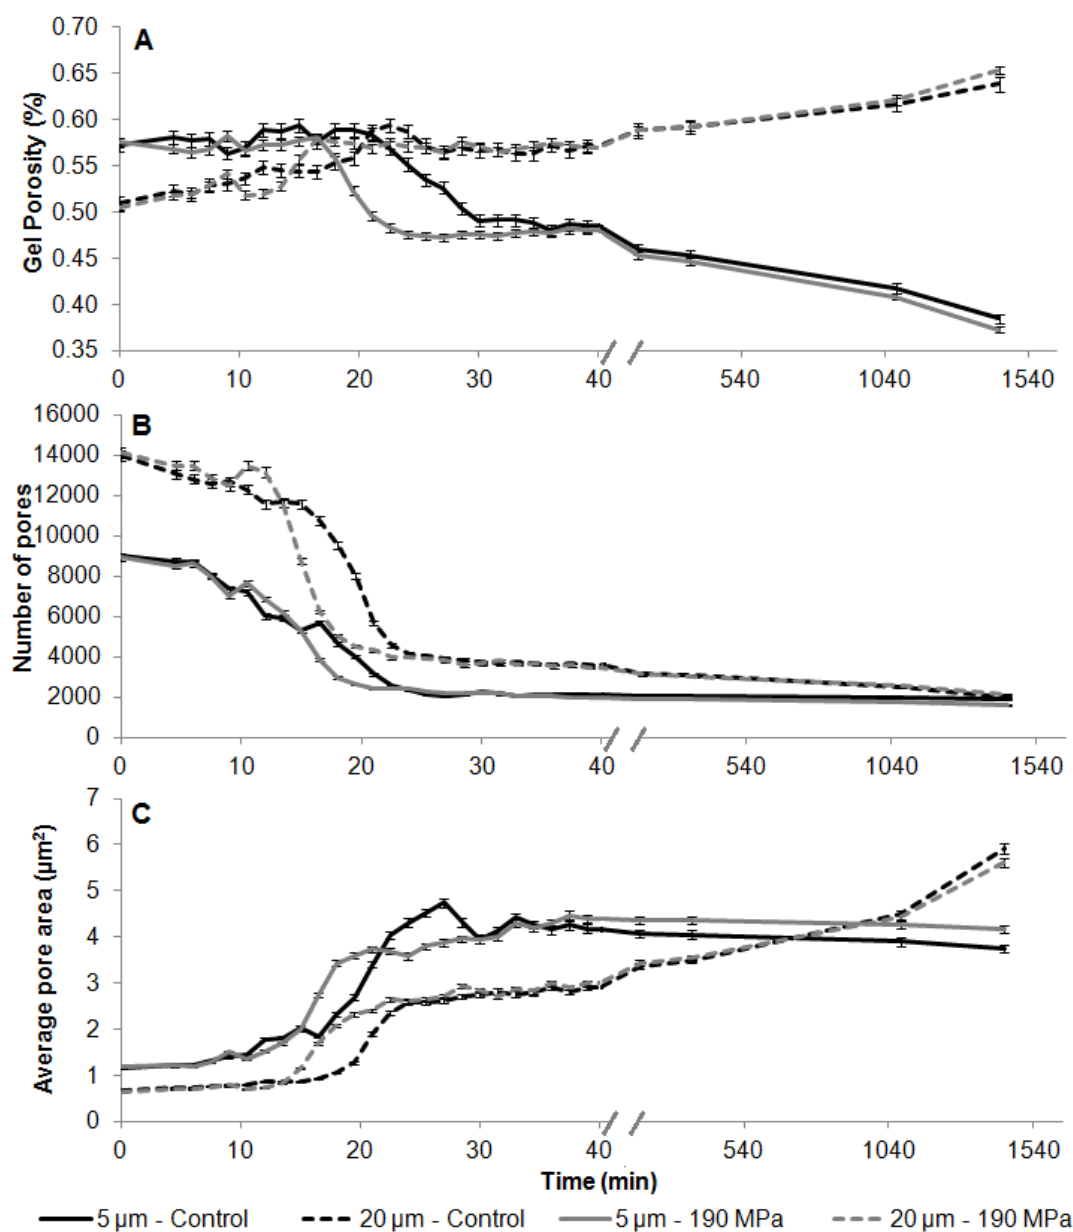 A
Gel Porosity (%)
0.70
0.65
0.60
0.55
0.50
0.45
0.40
0.35
0 10 20 30 40 540 1040 1540
B
Number of pores
16000
14000
12000
10000
8000
6000
4000
2000
0
0 10 20 30 40 540 1040 1540
C
Average pore area (µm²)
7
6
5
4
3
2
1
0
0 10 20 30 40 540 1040 1540
Time (min)
5 µm - Control 20 µm - Control 5 µm - 190 MPa 20 µm - 190 MPa